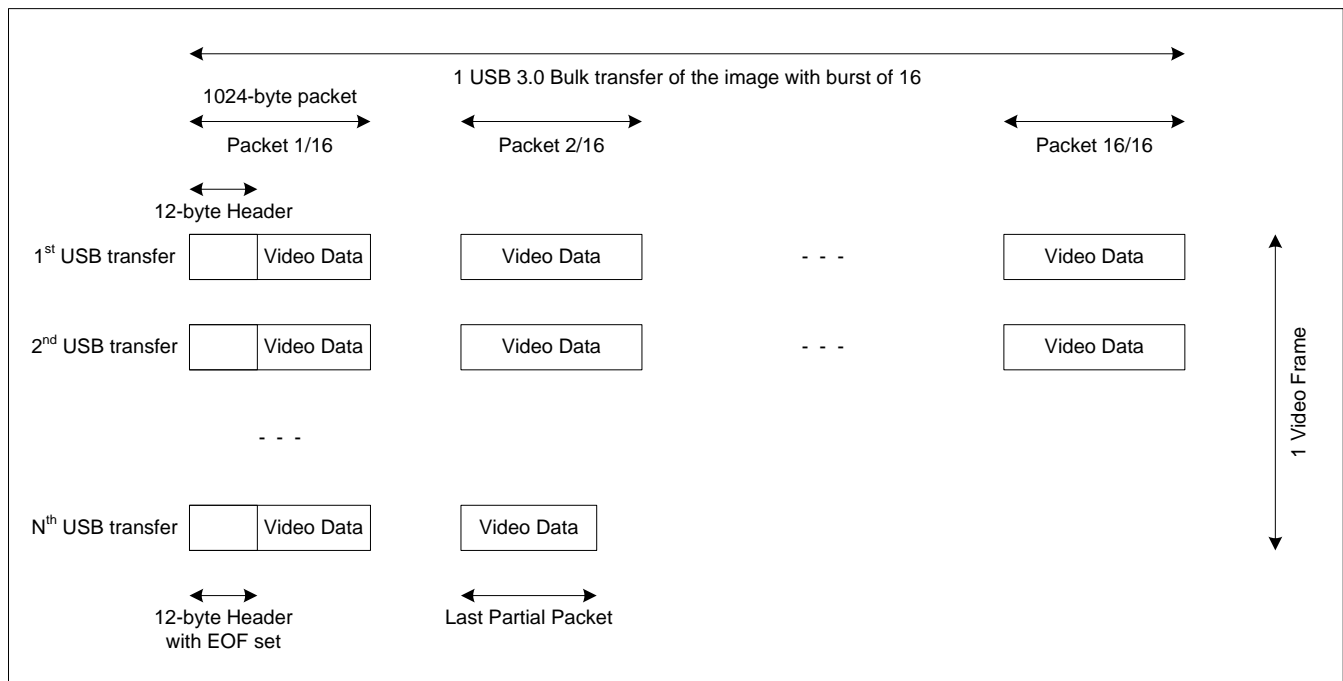 1 USB 3.0 Bulk transfer of the image with burst of 16
1024-byte packet
Packet 1/16
Packet 2/16
Packet 16/16
12-byte Header
1st USB transfer
Video Data
Video Data
- - -
Video Data
2nd USB transfer
Video Data
Video Data
- - -
Video Data
1 Video Frame
- - -
Nth USB transfer
Video Data
Video Data
12-byte Header
with EOF set
Last Partial Packet